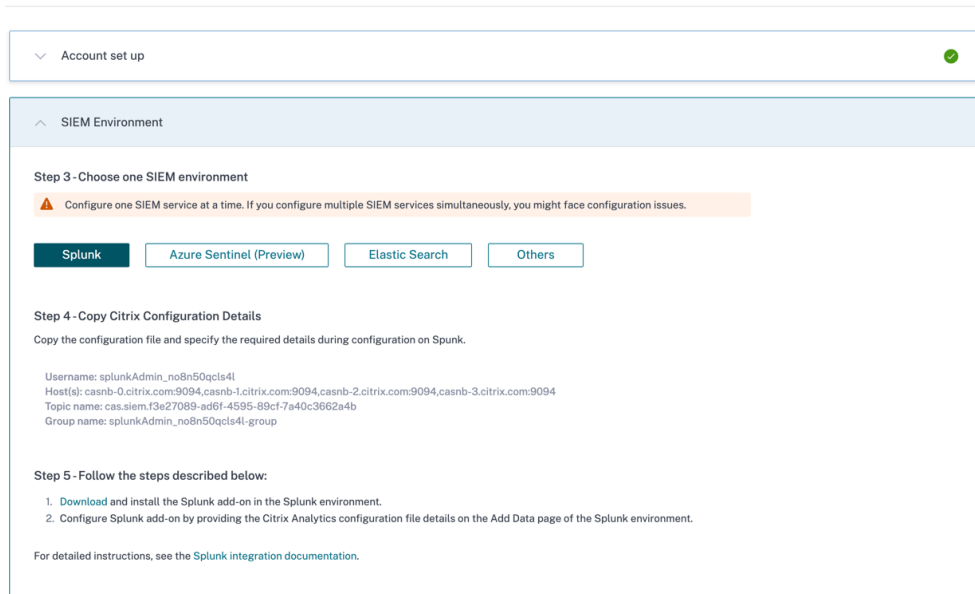 Account set up
SIEM Environment
Step 3 - Choose one SIEM environment
Configure one SIEM service at a time. If you configure multiple SIEM services simultaneously, you might face configuration issues.
Splunk
Azure Sentinel (Preview)
Elastic Search
Others
Step 4 - Copy Citrix Configuration Details
Copy the configuration file and specify the required details during configuration on Spunk.
Username: splunkAdmin_no8n50qcls4l
Host(s): casnb-0.citrix.com:9094,casnb-1.citrix.com:9094,casnb-2.citrix.com:9094,casnb-3.citrix.com:9094
Topic name: cas.siem.f3e27089-ad6f-4595-89cf-7a40c3662a4b
Group name: splunkAdmin_no8n50qcls4l-group
Step 5 - Follow the steps described below:
1. Download and install the Splunk add-on in the Splunk environment.
2. Configure Splunk add-on by providing the Citrix Analytics configuration file details on the Add Data page of the Splunk environment.
For detailed instructions, see the Splunk integration documentation.